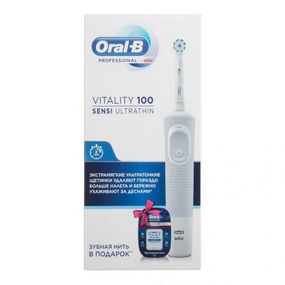 Oral-B
PROFESSIONAL
VITALITY 100
SENSI ULTRATHIN
ЭКСТРАМЯГКИЕ УЛЬТРАТОНКИЕ
ЩЕТИНКИ УДАЛЯЮТ ГОРАЗДО
БОЛЬШЕ НАЛЕТА И БЕРЕЖНО
УХАЖИВАЮТ ЗА ДЕСНАМИ*
ЗУБНАЯ НИТЬ
В ПОДАРОК**
BRAUN